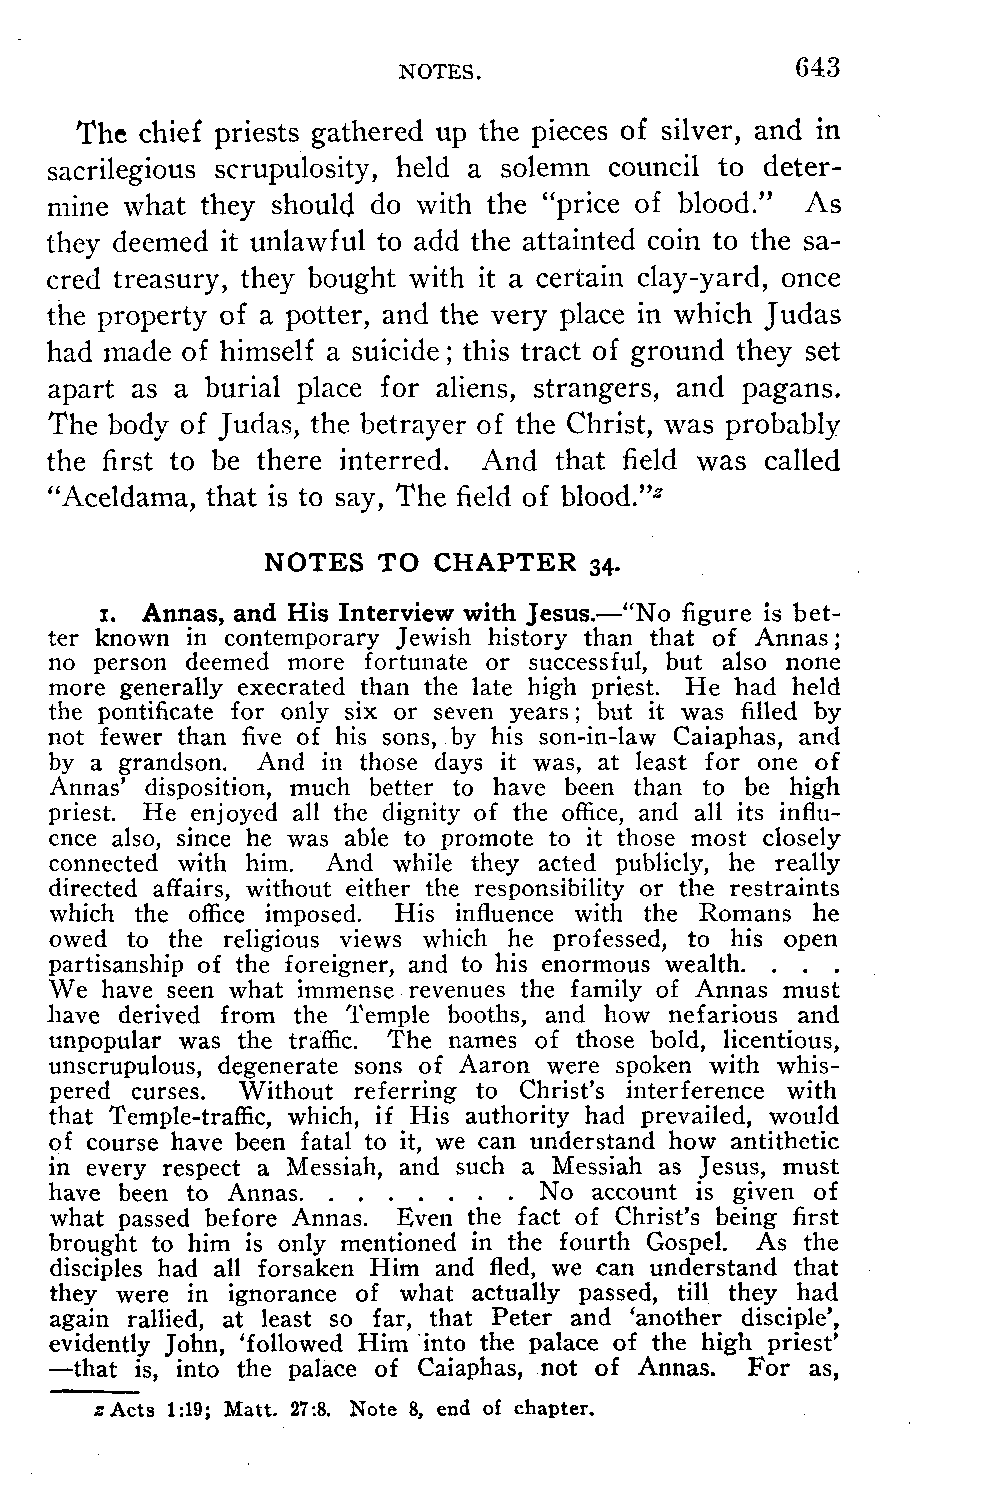 NOTES. 643
The chief priests gathered up the pieces of silver, and in
sacrilegious scrupulosity, held a solemn council to deter-
mine what they should do with the “price of blood.” As
they deemed it unlawful to add the attainted coin to the sa-
cred treasury, they bought with it a certain clay-yard, once
the property of a potter, and the very place in which Judas
had made of himself a suicide; this tract of ground they set
apart as a burial place for aliens, strangers, and pagans.
The body of Judas, the betrayer of the Christ, was probably
the first to be there interred. And that field was called
“Aceldama, that is to say, The field of blood.”z
NOTES TO CHAPTER 34.
1. Annas, and His Interview with Jesus.—“No figure is bet-
ter known in contemporary Jewish history than that of Annas;
no person deemed more fortunate or successful, but also none
more generally execrated than the late high priest. He had held
the pontificate for only six or seven years; but it was filled by
not fewer than five of his sons, by his son-in-law Caiaphas, and
by a grandson. And in those days it was, at least for one of
Annas’ disposition, much better to have been than to be high
priest. He enjoyed all the dignity of the office, and all its influ-
ence also, since he was able to promote to it those most closely
connected with him. And while they acted publicly, he really
directed affairs, without either the responsibility or the restraints
which the office imposed. His influence with the Romans he
owed to the religious views which he professed, to his open
partisanship of the foreigner, and to his enormous wealth. . . .
We have seen what immense revenues the family of Annas must
have derived from the Temple booths, and how nefarious and
unpopular was the traffic. The names of those bold, licentious,
unscrupulous, degenerate sons of Aaron were spoken with whis-
pered curses. Without referring to Christ’s interference with
that Temple-traffic, which, if His authority had prevailed, would
of course have been fatal to it, we can understand how antithetic
in every respect a Messiah, and such a Messiah as Jesus, must
have been to Annas. . . . . . . . No account is given of
what passed before Annas. Even the fact of Christ’s being first
brought to him is only mentioned in the fourth Gospel. As the
disciples had all forsaken Him and fled, we can understand that
they were in ignorance of what actually passed, till they had
again rallied, at least so far, that Peter and ‘another disciple’,
evidently John, ‘followed Him into the palace of the high priest’
—that is, into the palace of Caiaphas, not of Annas. For as,
z Acts 1:19; Matt. 27:8. Note 8, end of chapter.